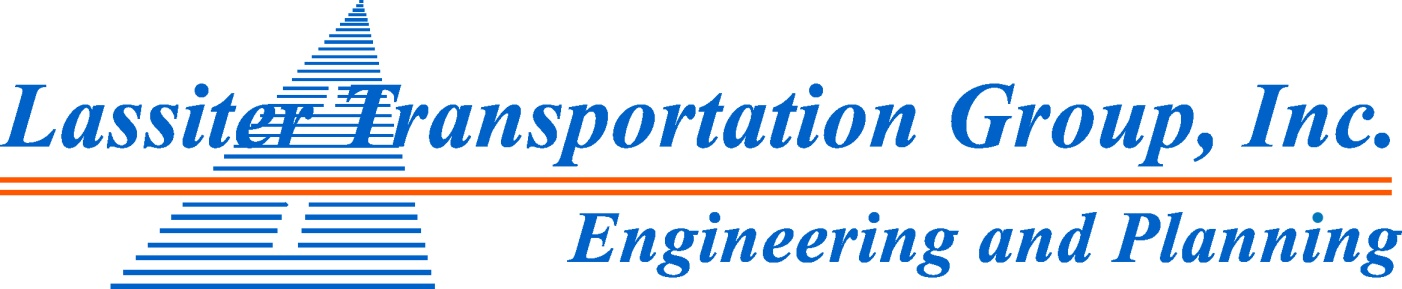 Lassiter Transportation Group, Inc.
Engineering and Planning